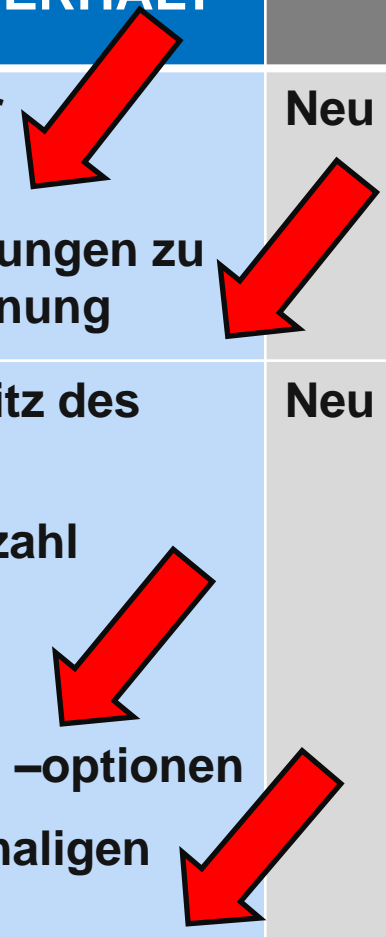 Neu
ungen zu
nung
itz des
Neu
zahl
–optionen
naligen